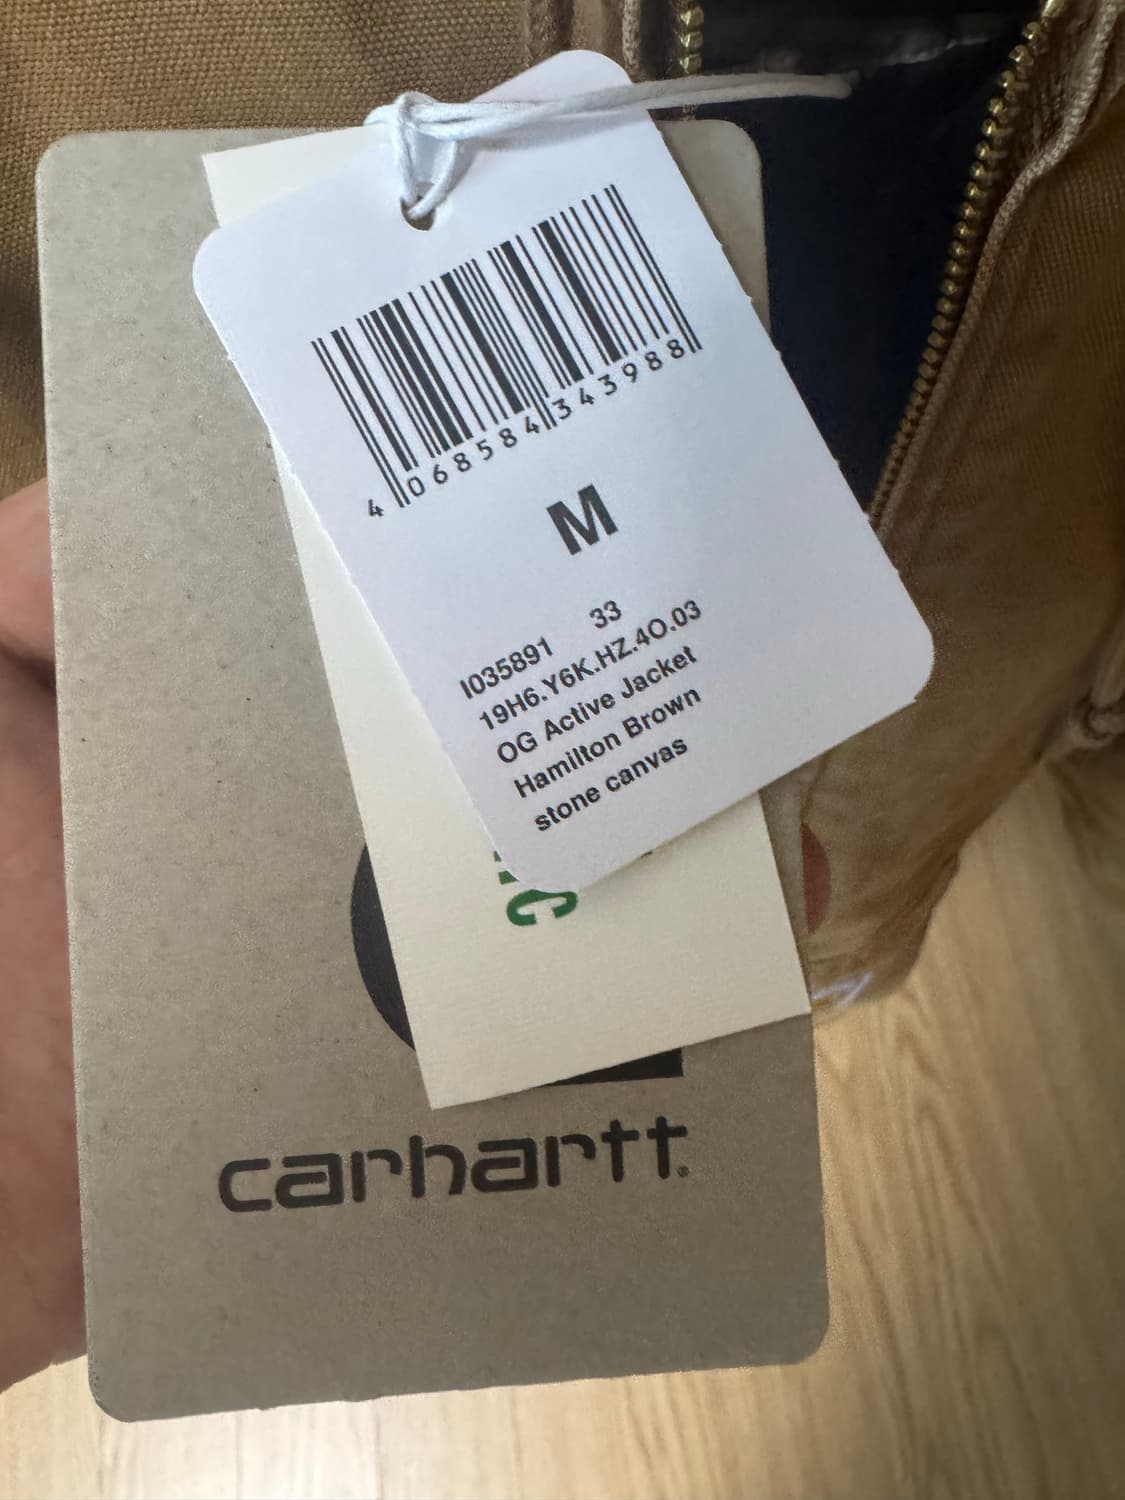 4 068584 343988
M
I035891 33
19H6.Y6K.HZ.4O.03
OG Active Jacket
Hamilton Brown
stone canvas
carhartt®